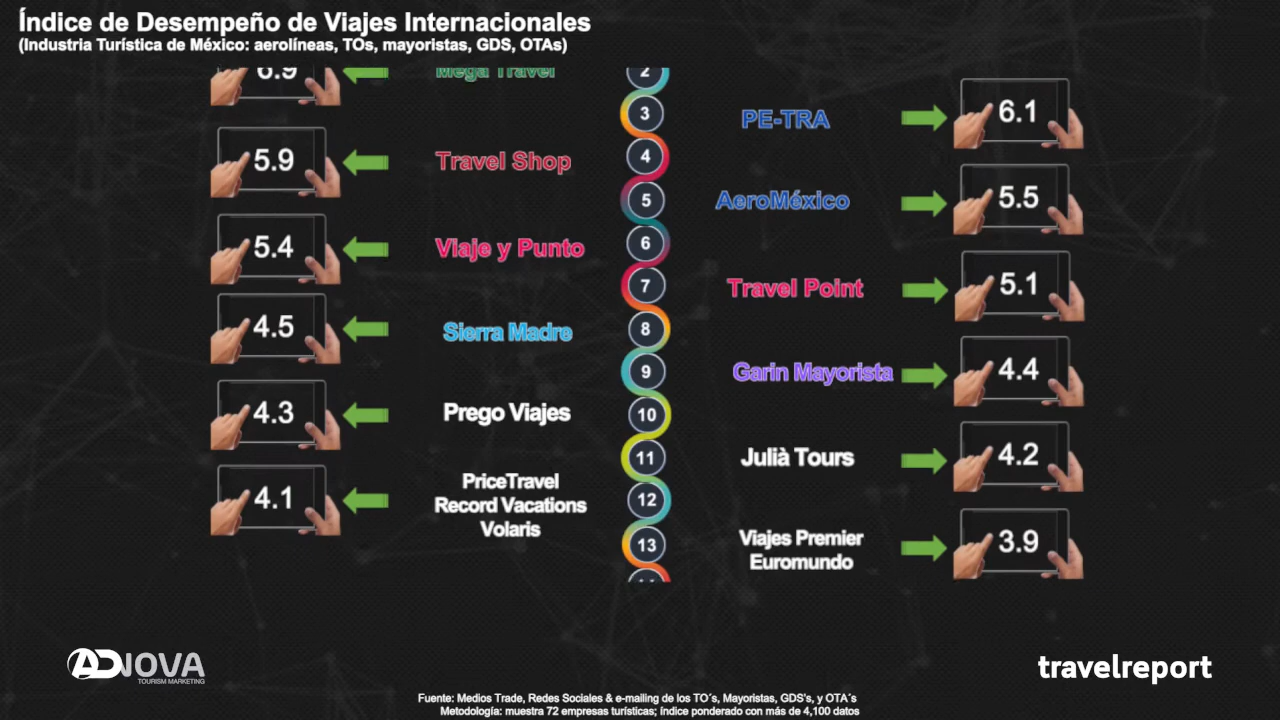 Índice de Desempeño de Viajes Internacionales
(Industria Turística de México: aerolíneas, TOs, mayoristas, GDS, OTAs)
6.9
Mega Travel
2
3
PE-TRA
6.1
5.9
Travel Shop
4
5
AeroMéxico
5.5
5.4
Viaje y Punto
6
7
Travel Point
5.1
4.5
Sierra Madre
8
9
Garin Mayorista
4.4
4.3
Prego Viajes
10
11
Julià Tours
4.2
4.1
PriceTravel
Record Vacations
Volaris
12
13
Viajes Premier
Euromundo
3.9
ADNOVA
TOURISM MARKETING
travelreport
Fuente: Medios Trade, Redes Sociales & e-mailing de los TO´s, Mayoristas, GDS's, y OTA´s
Metodología: muestra 72 empresas turísticas; índice ponderado con más de 4,100 datos